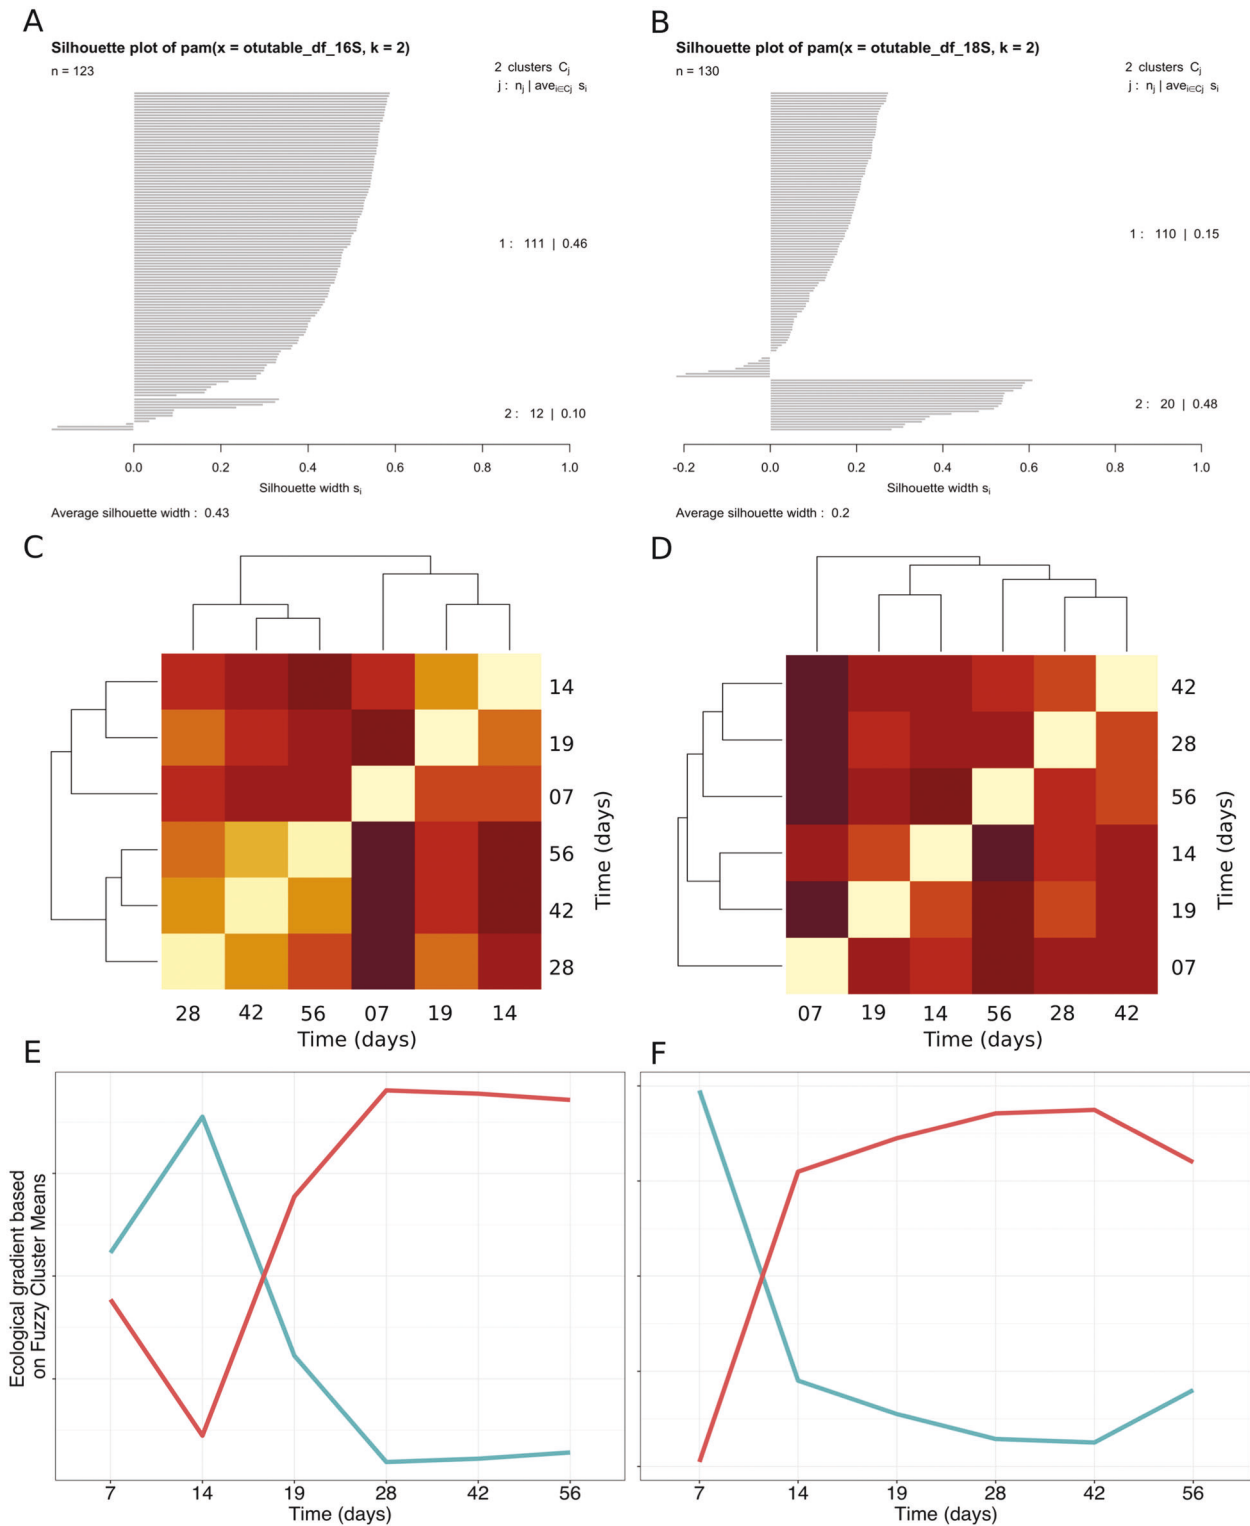 A
Silhouette plot of pam(x = otutable_df_16S, k = 2)
n = 123
2 clusters Cj
j : nj | avei∈Cj si
1 : 111 | 0.46
2 : 12 | 0.10
0.0 0.2 0.4 0.6 0.8 1.0
Silhouette width si
Average silhouette width : 0.43
B
Silhouette plot of pam(x = otutable_df_18S, k = 2)
n = 130
2 clusters Cj
j : nj | avei∈Cj si
1 : 110 | 0.15
2 : 20 | 0.48
-0.2 0.0 0.2 0.4 0.6 0.8 1.0
Silhouette width si
Average silhouette width : 0.2
C
14
19
07
56
42
28
Time (days)
28 42 56 07 19 14
Time (days)
D
42
28
56
14
19
07
Time (days)
07 19 14 56 28 42
Time (days)
E
Ecological gradient based
on Fuzzy Cluster Means
7 14 19 28 42 56
Time (days)
F
7 14 19 28 42 56
Time (days)